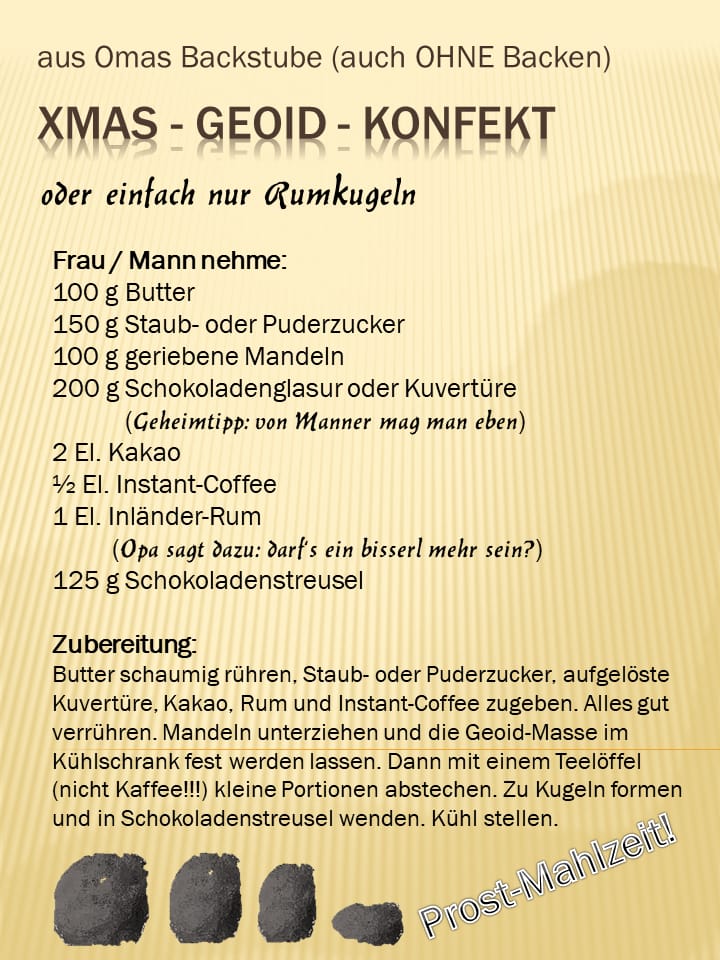 aus Omas Backstube (auch OHNE Backen)
XMAS - GEOID - KONFEKT
oder einfach nur Rumkugeln
Frau / Mann nehme:
100 g Butter
150 g Staub- oder Puderzucker
100 g geriebene Mandeln
200 g Schokoladenglasur oder Kuvertüre
(Geheimtipp: von Manner mag man eben)
2 El. Kakao
½ El. Instant-Coffee
1 El. Inländer-Rum
(Opa sagt dazu: darf's ein bisserl mehr sein?)
125 g Schokoladenstreusel
Zubereitung:
Butter schaumig rühren, Staub- oder Puderzucker, aufgelöste
Kuvertüre, Kakao, Rum und Instant-Coffee zugeben. Alles gut
verrühren. Mandeln unterziehen und die Geoid-Masse im
Kühlschrank fest werden lassen. Dann mit einem Teelöffel
(nicht Kaffee!!!) kleine Portionen abstechen. Zu Kugeln formen
und in Schokoladenstreusel wenden. Kühl stellen.
Prost-Mahlzeit!